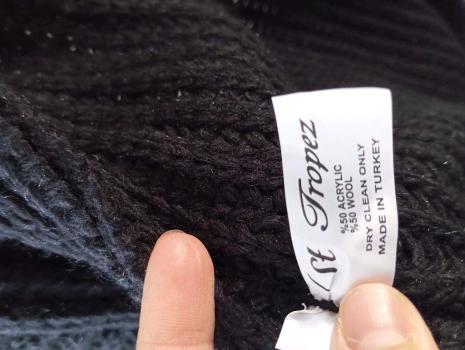 St Tropez
%50 ACRYLIC
%50 WOOL
DRY CLEAN ONLY
MADE IN TURKEY